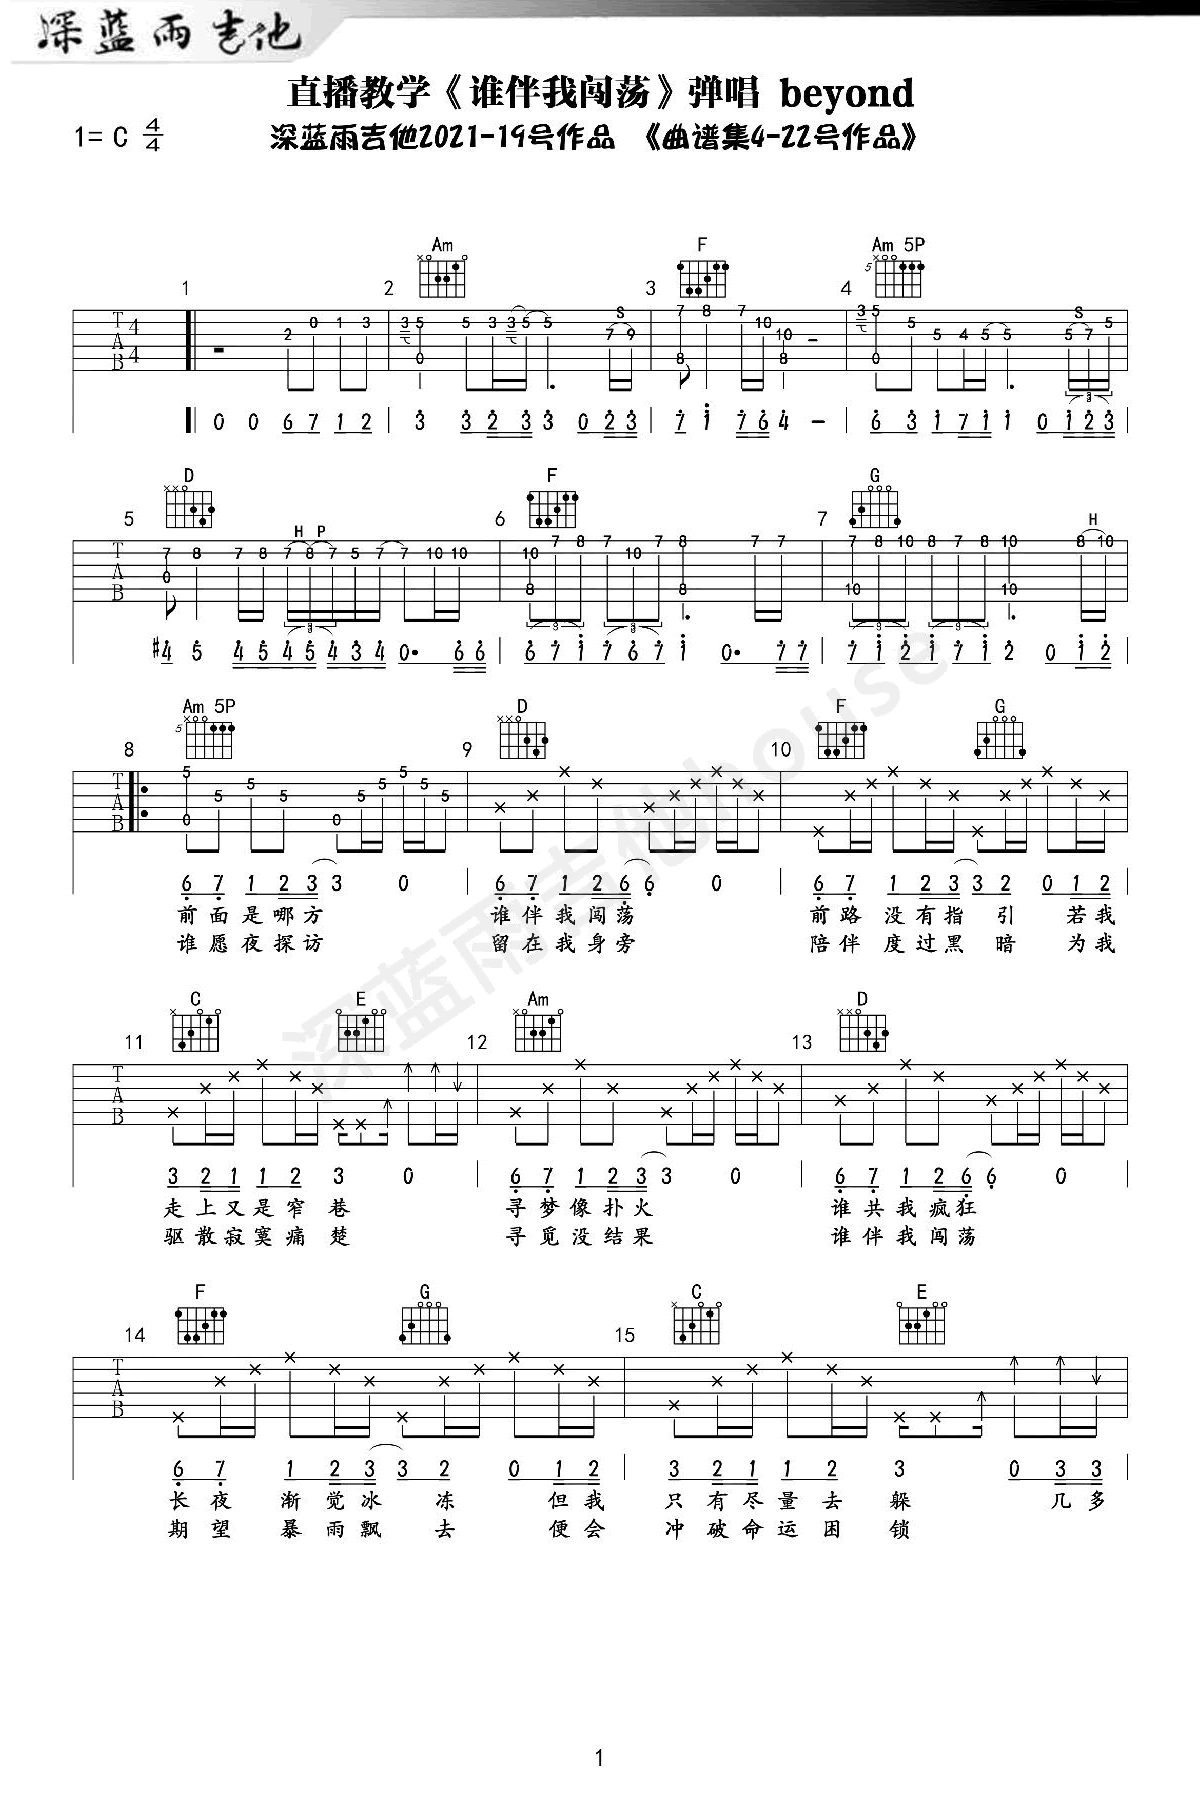 深蓝雨吉他
直播教学《谁伴我闯荡》弹唱 beyond
1= C 4/4 深蓝雨吉他2021-19号作品 《曲谱集4-22号作品》
Am F Am 5P
1 2 3 4
0 0 6 7 1 2 3 3 2 3 3 0 2 3 7 1 7 6 4 - 6 3 1 7 1 1 0 1 2 3
D F G
5 6 7
H P H
#4 4 5 4 5 4 5 4 3 4 0· 6 6 6 7 1 7 6 7 1 0· 7 7 7 1 2 1 7 1 2 0 1 2
Am 5P D F G
8 9 10
6 7 1 2 3 3 0 6 7 1 2 6 6 0 6 7 1 2 3 3 2 0 1 2
前面是哪方 谁伴我闯荡 前路没有指引 若我
谁愿夜探访 留在我身旁 陪伴度过黑暗 为我
C E Am D
11 12 13
3 2 1 1 2 3 0 6 7 1 2 3 3 0 6 7 1 2 6 6 0
走上又是窄巷 寻梦像扑火 谁共我疯狂
驱散寂寞痛楚 寻觅没结果 谁伴我闯荡
F G C E
14 15
6 7 1 2 3 3 2 0 1 2 3 2 1 1 2 3 0 3 3
长夜渐觉冰冻 但我 只有尽量去躲 几多
期望暴雨飘去 便会 冲破命运困锁
深蓝雨吉他house
1